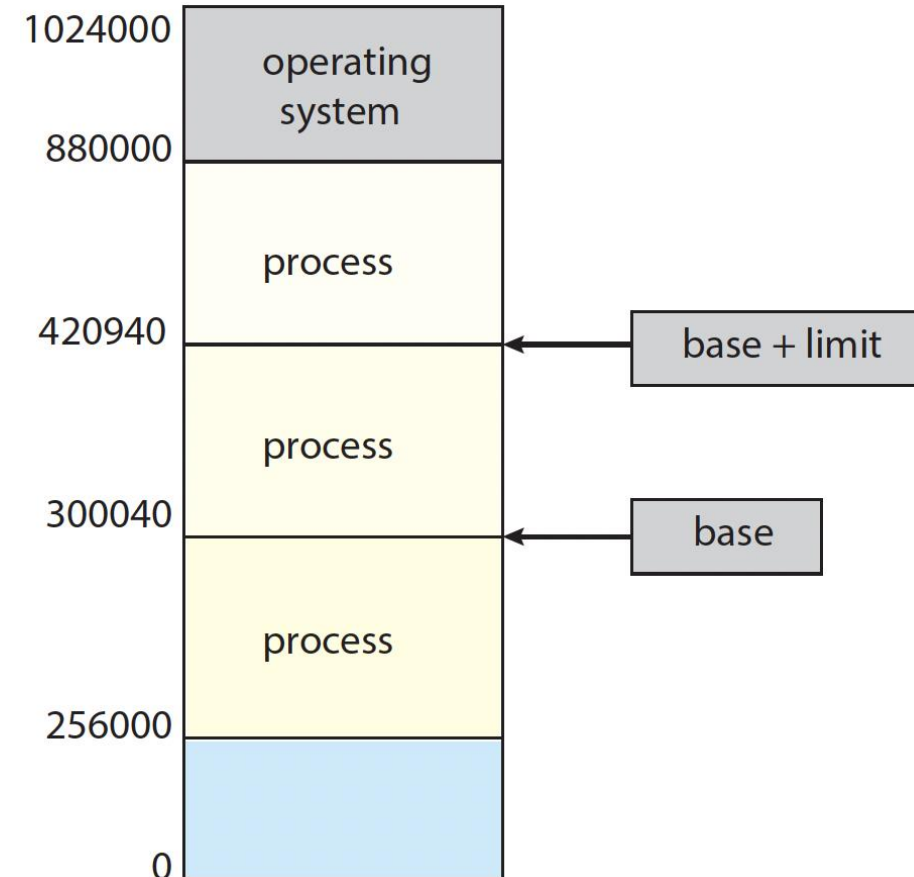 1024000
operating
system
880000
process
420940
base + limit
process
300040
base
process
256000
0